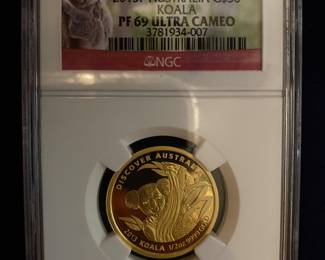 2013P AUSTRALIA G$50
KOALA
PF 69 ULTRA CAMEO
3781934-007
NGC
DISCOVER AUSTRALIA
2013 KOALA 1/2oz 9999 GOLD